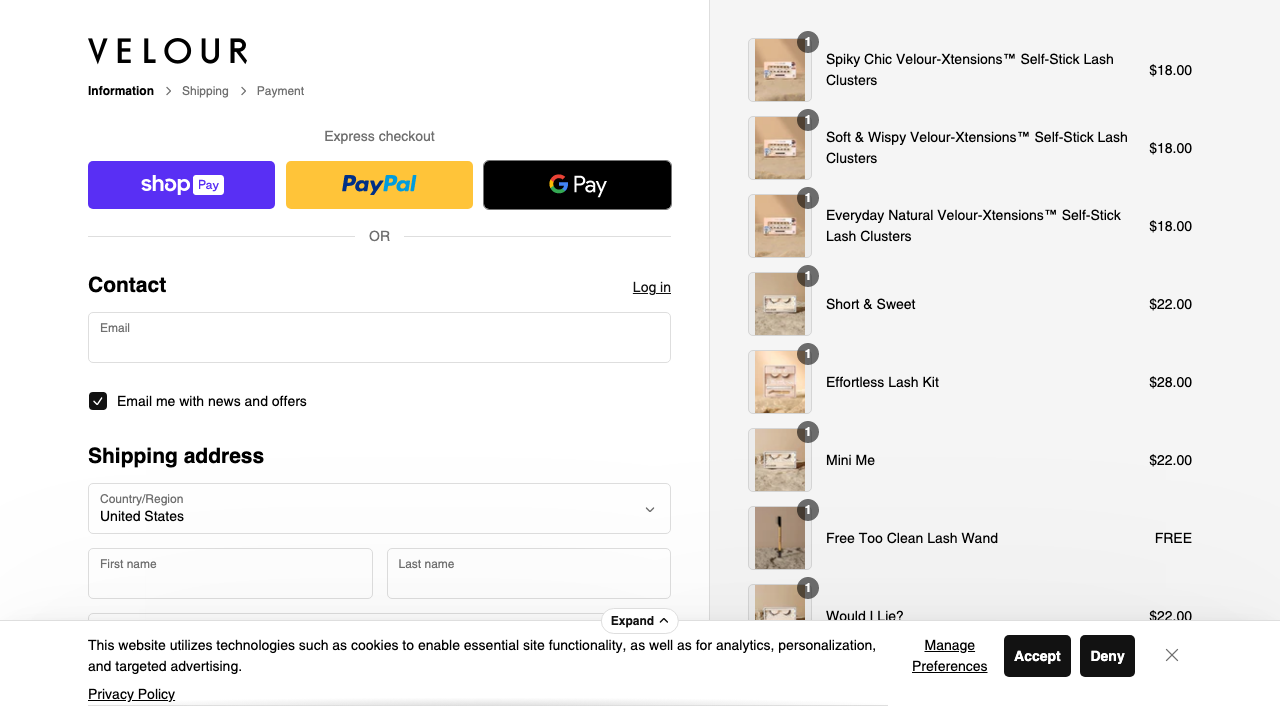 VELOUR
Information > Shipping > Payment
Express checkout
shop Pay
PayPal
G Pay
OR
Contact
Log in
Email
Email me with news and offers
Shipping address
Country/Region
United States
First name
Last name
1
Spiky Chic Velour-Xtensions™ Self-Stick Lash
Clusters
$18.00
1
Soft & Wispy Velour-Xtensions™ Self-Stick Lash
Clusters
$18.00
1
Everyday Natural Velour-Xtensions™ Self-Stick
Lash Clusters
$18.00
1
Short & Sweet
$22.00
1
Effortless Lash Kit
$28.00
1
Mini Me
$22.00
1
Free Too Clean Lash Wand
FREE
1
Would I Lie?
$22.00
Expand
This website utilizes technologies such as cookies to enable essential site functionality, as well as for analytics, personalization,
and targeted advertising.
Privacy Policy
Manage
Preferences
Accept
Deny